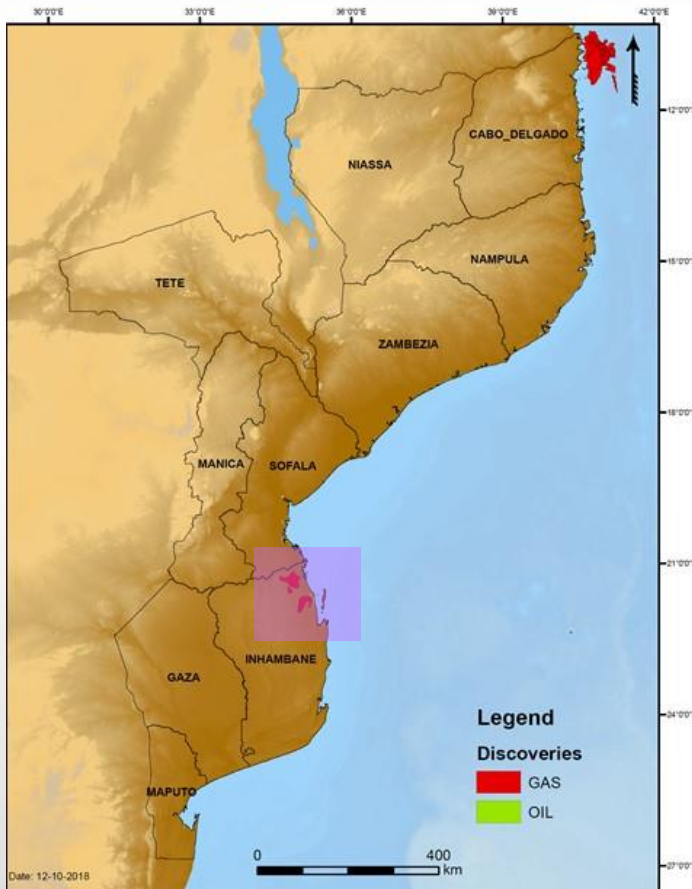 30°0'0"E 33°0'0"E 36°0'0"E 39°0'0"E 42°0'0"E
12°0'0"
CABO_DELGADO
NIASSA
NAMPULA
15°0'0"
TETE
ZAMBEZIA
18°0'0"
MANICA
SOFALA
21°0'0"
INHAMBANE
GAZA
24°0'0"
Legend
Discoveries
GAS
MAPUTO
OIL
0 400
km
27°0'0"
Date: 12-10-2018